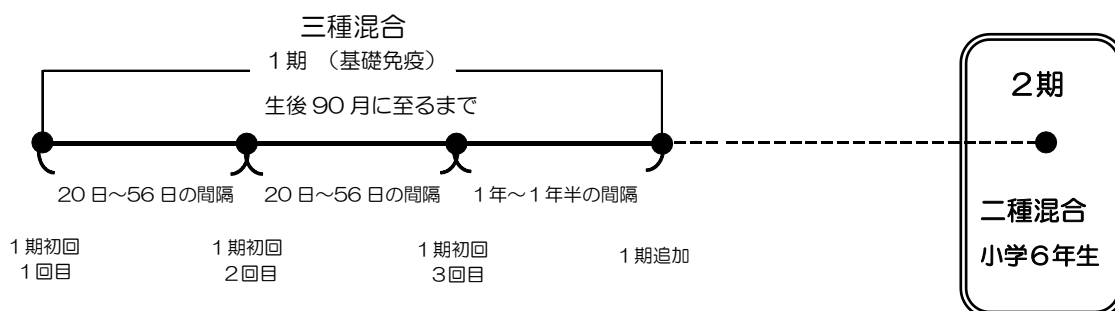 三種混合
１期 （基礎免疫）
生後 90 月に至るまで
20 日～56 日の間隔
20 日～56 日の間隔
１年～１年半の間隔
１期初回
１回目
１期初回
２回目
１期初回
３回目
１期追加
２期
二種混合
小学６年生